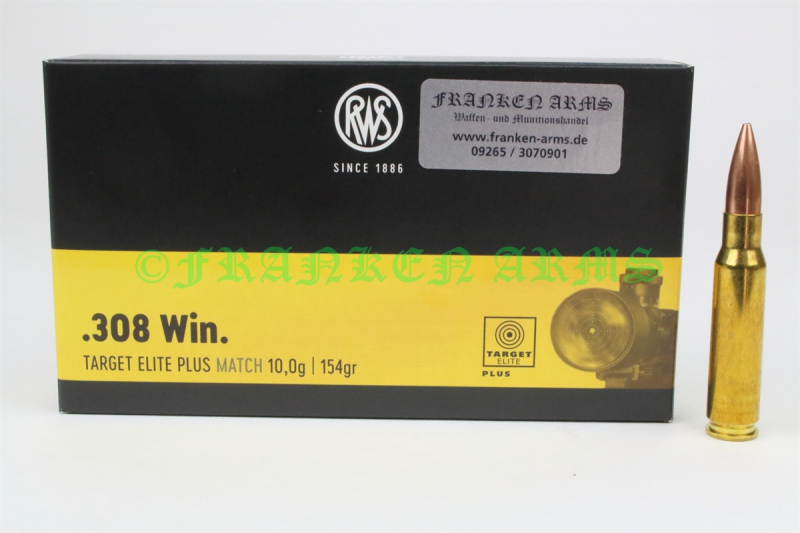 RWS
SINCE 1886
FRANKEN ARMS
Waffen- und Munitionshandel
www.franken-arms.de
09265 / 3070901
©FRANKEN ARMS
.308 Win.
TARGET ELITE PLUS MATCH 10,0g | 154gr
TARGET
ELITE
PLUS